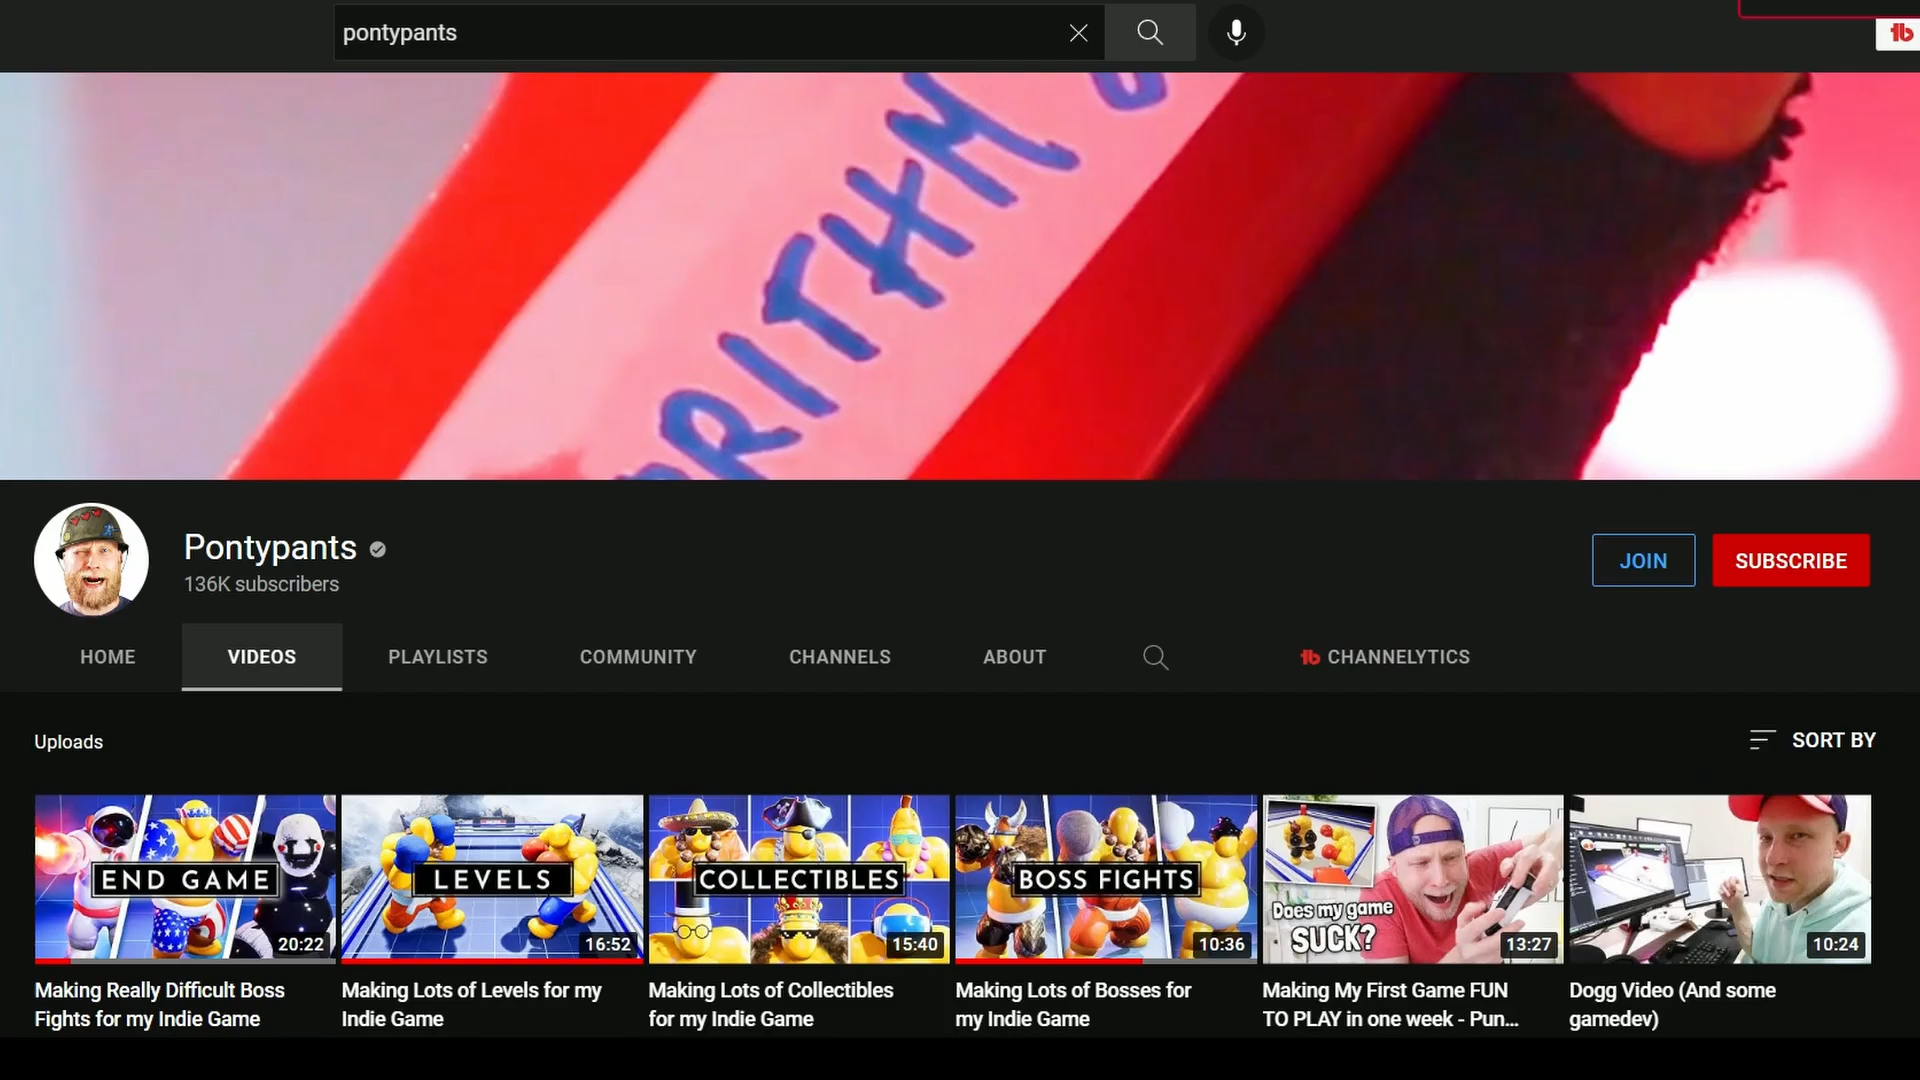 pontypants
RITHM
Pontypants
136K subscribers
JOIN
SUBSCRIBE
HOME
VIDEOS
PLAYLISTS
COMMUNITY
CHANNELS
ABOUT
CHANNELYTICS
Uploads
SORT BY
END GAME
20:22
LEVELS
16:52
COLLECTIBLES
15:40
BOSS FIGHTS
10:36
Does my game
SUCK?
13:27
10:24
Making Really Difficult Boss
Fights for my Indie Game
Making Lots of Levels for my
Indie Game
Making Lots of Collectibles
for my Indie Game
Making Lots of Bosses for
my Indie Game
Making My First Game FUN
TO PLAY in one week - Pun...
Dogg Video (And some
gamedev)